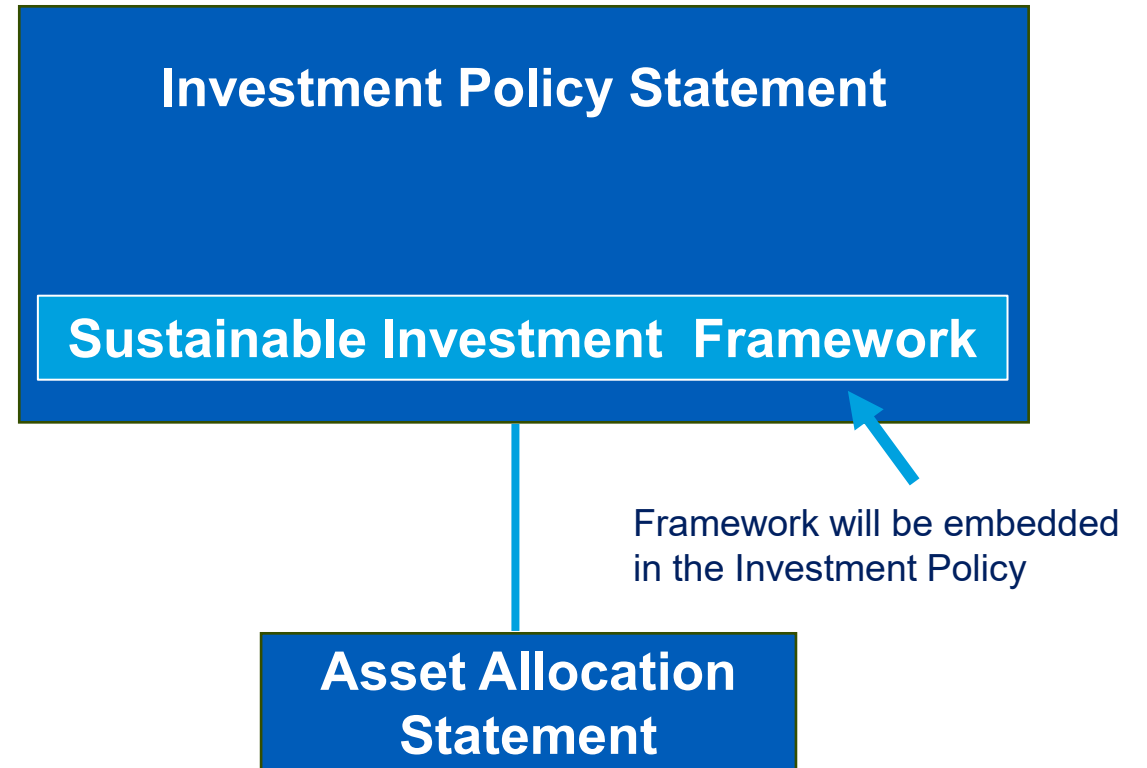 Investment Policy Statement
Sustainable Investment  Framework
Framework will be embedded
in the Investment Policy
Asset Allocation
Statement